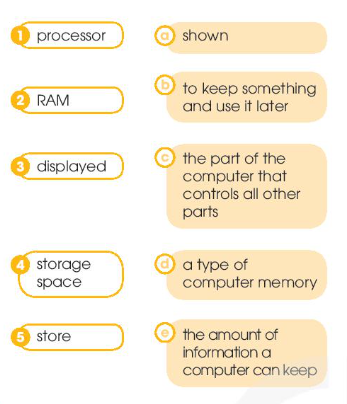 1 processor
a shown
2 RAM
b to keep something
and use it later
3 displayed
c the part of the
computer that
controls all other
parts
4 storage
space
d a type of
computer memory
5 store
e the amount of
information a
computer can keep